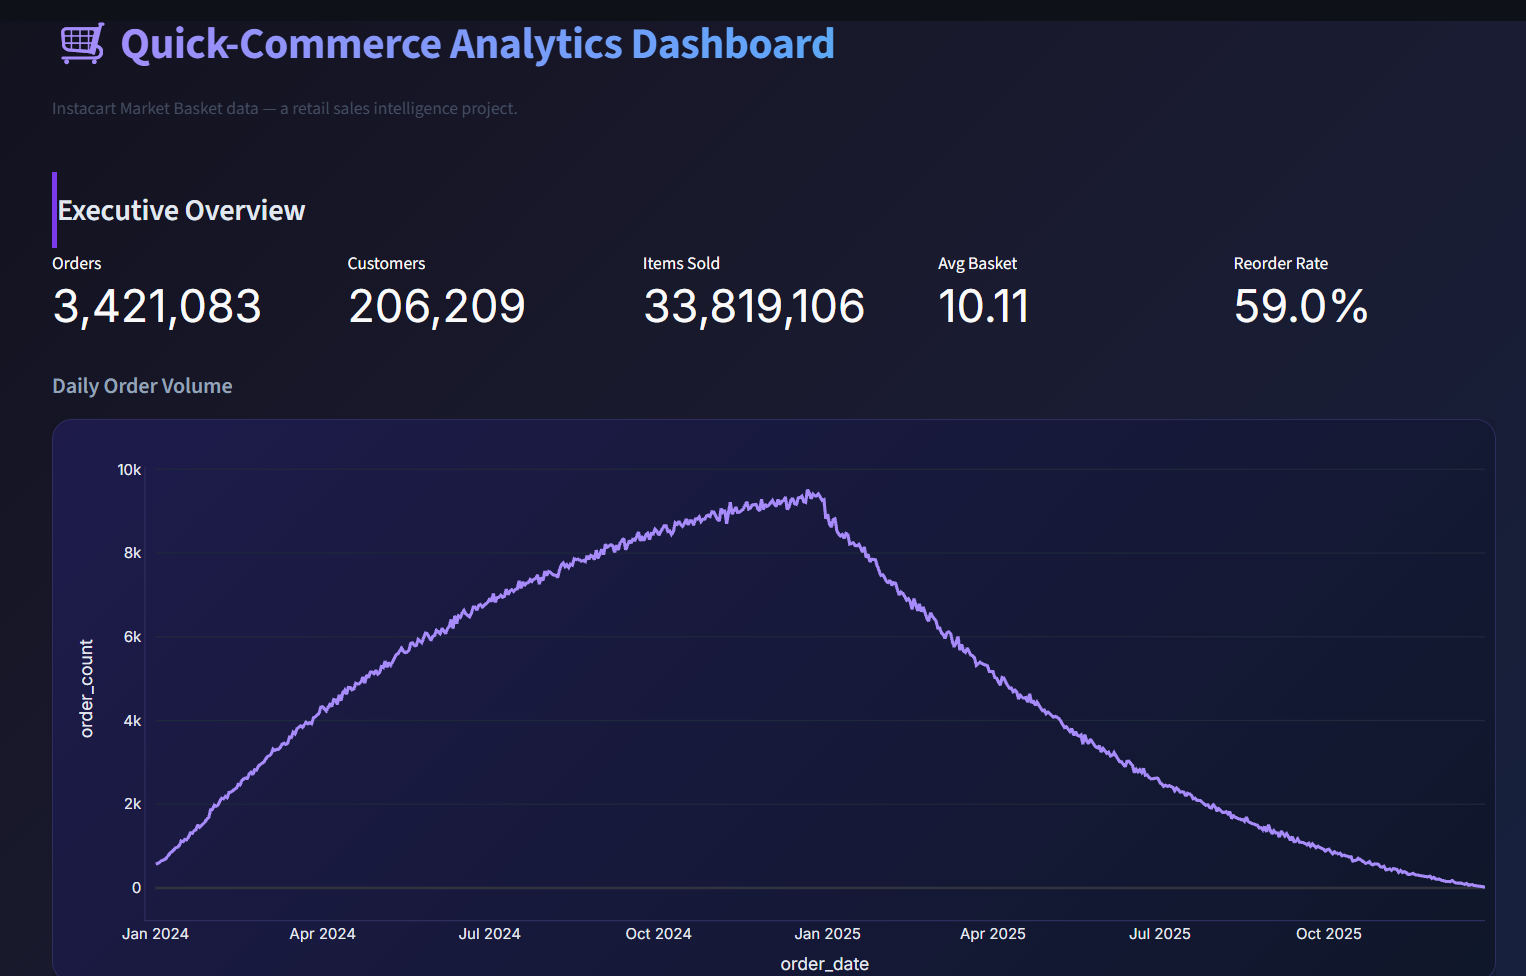 Quick-Commerce Analytics Dashboard
Instacart Market Basket data — a retail sales intelligence project.
Executive Overview
Orders Customers Items Sold Avg Basket Reorder Rate
3,421,083 206,209 33,819,106 10.11 59.0%
Daily Order Volume
10k
8k
6k
4k
2k
0
order_count
Jan 2024 Apr 2024 Jul 2024 Oct 2024 Jan 2025 Apr 2025 Jul 2025 Oct 2025
order_date